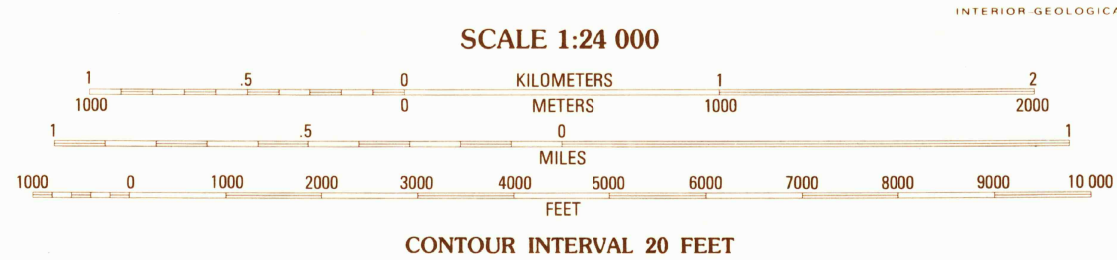 INTERIOR-GEOLOGICA
SCALE 1:24 000
1 .5 0 KILOMETERS 1 2
1000 0 METERS 1000 2000
1 .5 0 1
MILES
1000 0 1000 2000 3000 4000 5000 6000 7000 8000 9000 10 000
FEET
CONTOUR INTERVAL 20 FEET